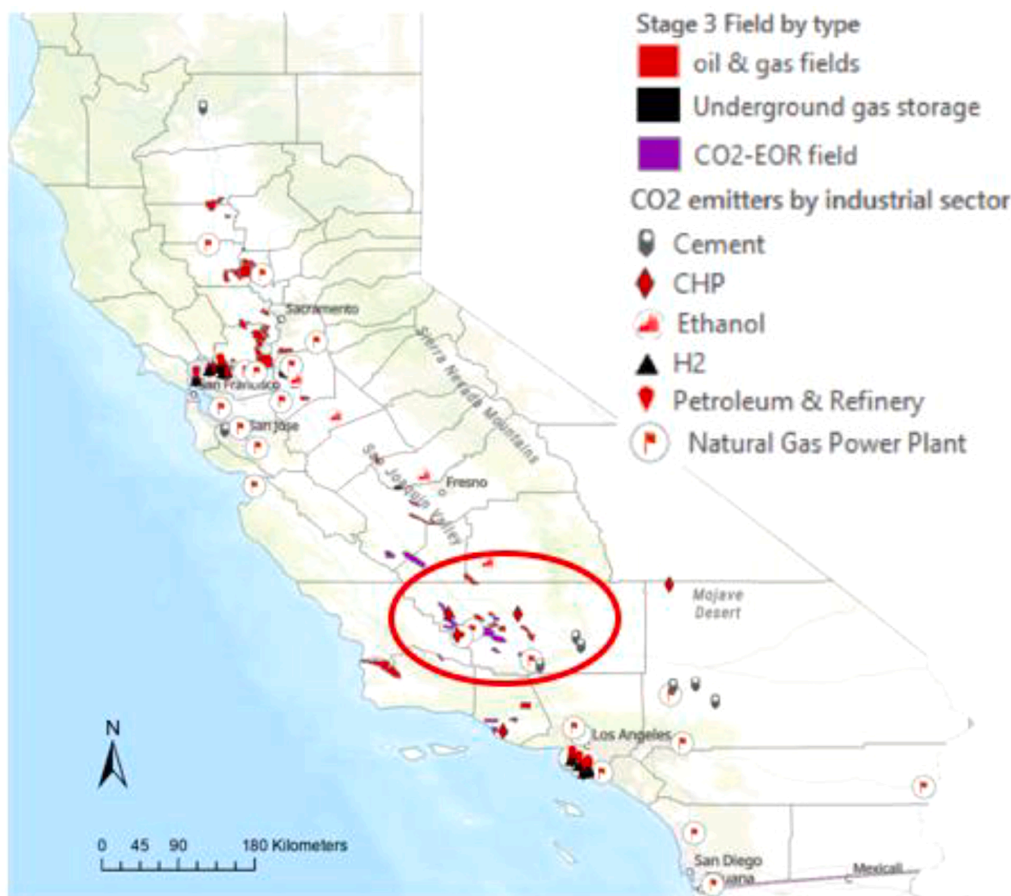 Stage 3 Field by type
oil & gas fields
Underground gas storage
CO2-EOR field
CO2 emitters by industrial sector
Cement
CHP
Ethanol
H2
Petroleum & Refinery
Natural Gas Power Plant
Sacramento
Sierra Nevada Mountains
San Francisco
San Jose
San Joaquin Valley
Fresno
Mojave
Desert
Los Angeles
N
0 45 90 180 Kilometers
San Diego
Mexicali